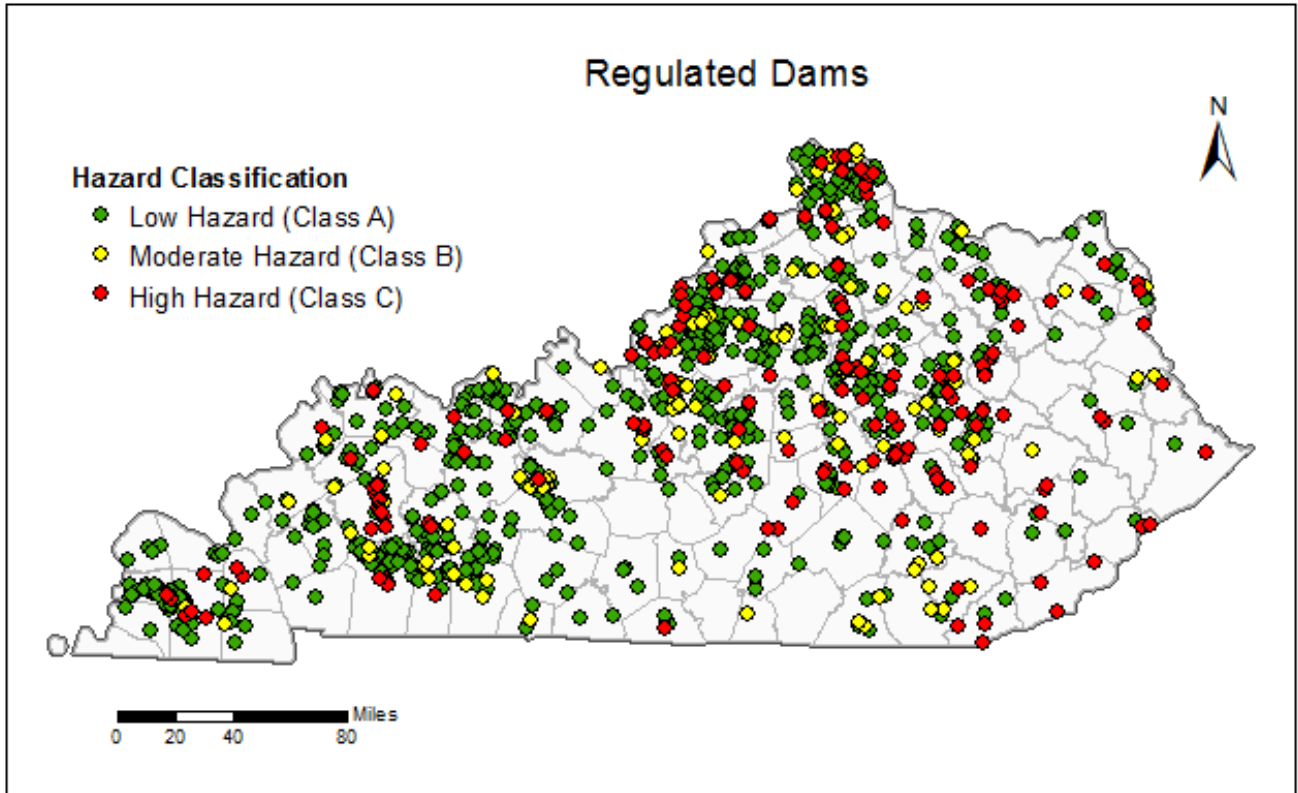 Regulated Dams
N
Hazard Classification
Low Hazard (Class A)
Moderate Hazard (Class B)
High Hazard (Class C)
Miles
0 20 40 80